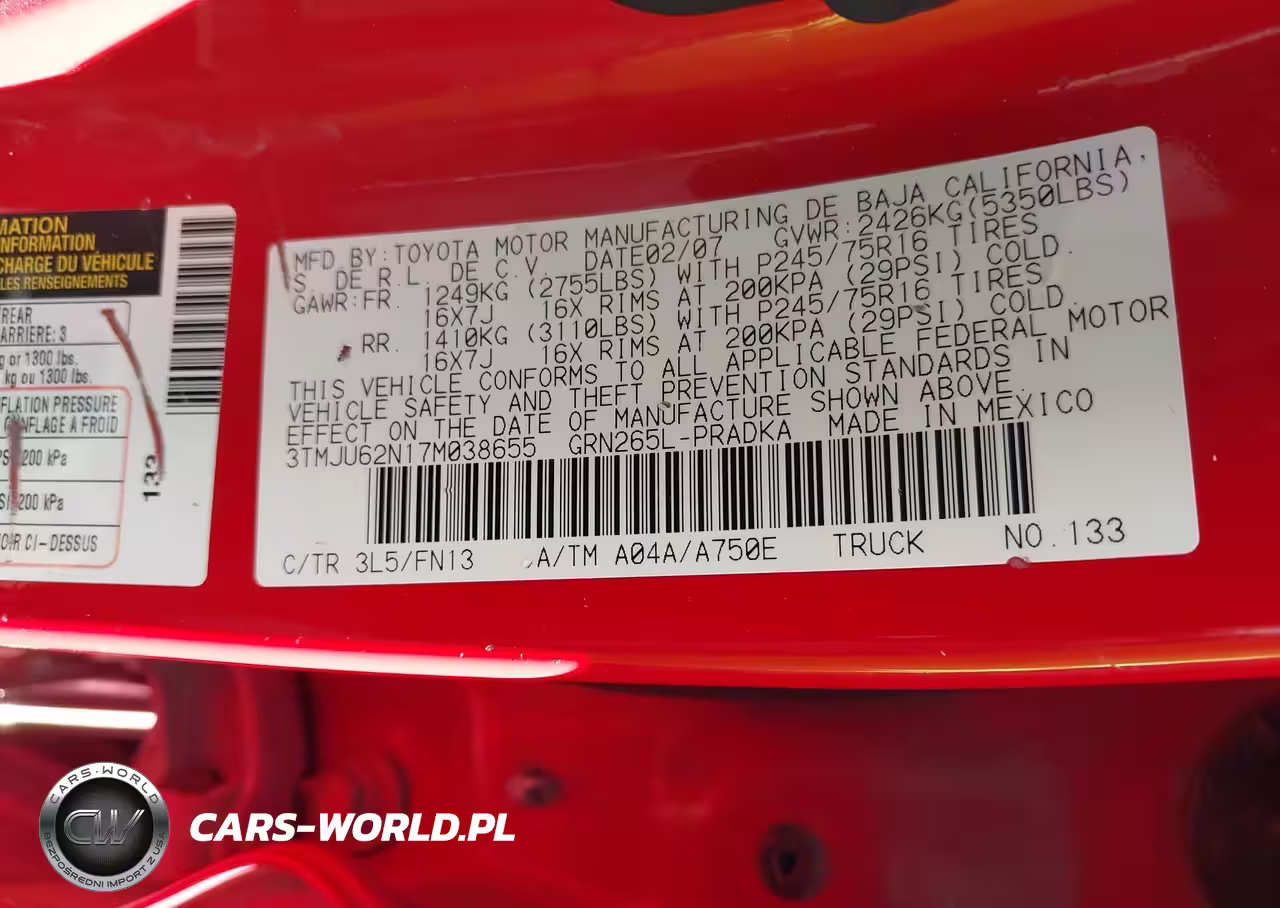 MATION
INFORMATION
CHARGE DU VÉHICULE
LES RENSEIGNEMENTS
REAR
ARRIERE: 3
g or 1300 lbs.
kg ou 1300 lbs.
FLATION PRESSURE
GONFLAGE A FROID
200 kPa
200 kPa
CI-DESSUS
133
MFD BY:TOYOTA MOTOR MANUFACTURING DE BAJA CALIFORNIA,
S. DE R.L. DE C.V. DATE02/07 GVWR:2426KG(5350LBS)
GAWR:FR. 1249KG (2755LBS) WITH P245/75R16 TIRES
16X7J 16X RIMS AT 200KPA (29PSI) COLD.
RR. 1410KG (3110LBS) WITH P245/75R16 TIRES
16X7J 16X RIMS AT 200KPA (29PSI) COLD.
THIS VEHICLE CONFORMS TO ALL APPLICABLE FEDERAL MOTOR
VEHICLE SAFETY AND THEFT PREVENTION STANDARDS IN
EFFECT ON THE DATE OF MANUFACTURE SHOWN ABOVE.
3TMJU62N17M038655 GRN265L-PRADKA MADE IN MEXICO
C/TR 3L5/FN13 A/TM A04A/A750E TRUCK NO.133
CARS-WORLD
CW
BEZPOŚREDNI IMPORT Z USA
CARS-WORLD.PL